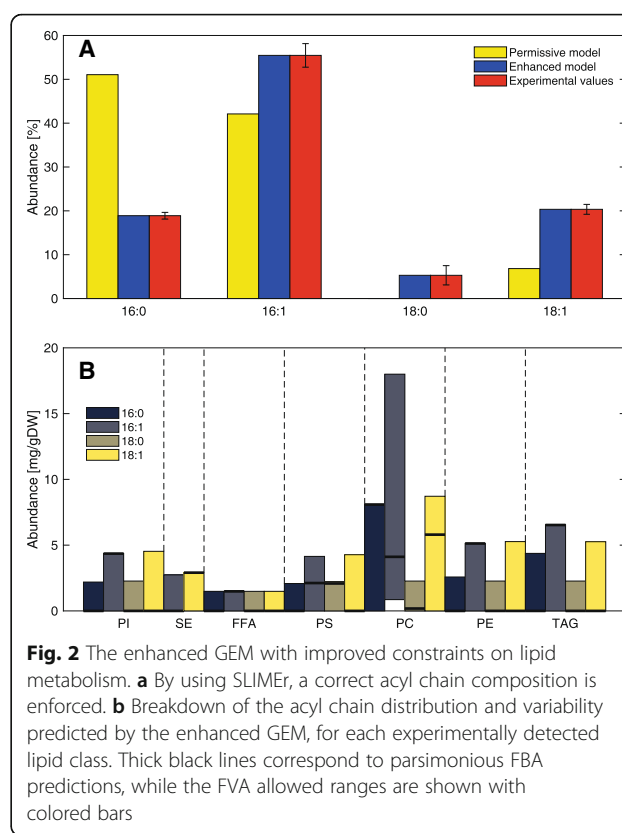 A
60
50
40
30
20
10
0
Abundance [%]
Permissive model
Enhanced model
Experimental values
16:0 16:1 18:0 18:1
B
20
15
10
5
0
Abundance [mg/gDW]
16:0
16:1
18:0
18:1
PI SE FFA PS PC PE TAG
Fig. 2 The enhanced GEM with improved constraints on lipid
metabolism. a By using SLIMEr, a correct acyl chain composition is
enforced. b Breakdown of the acyl chain distribution and variability
predicted by the enhanced GEM, for each experimentally detected
lipid class. Thick black lines correspond to parsimonious FBA
predictions, while the FVA allowed ranges are shown with
colored bars